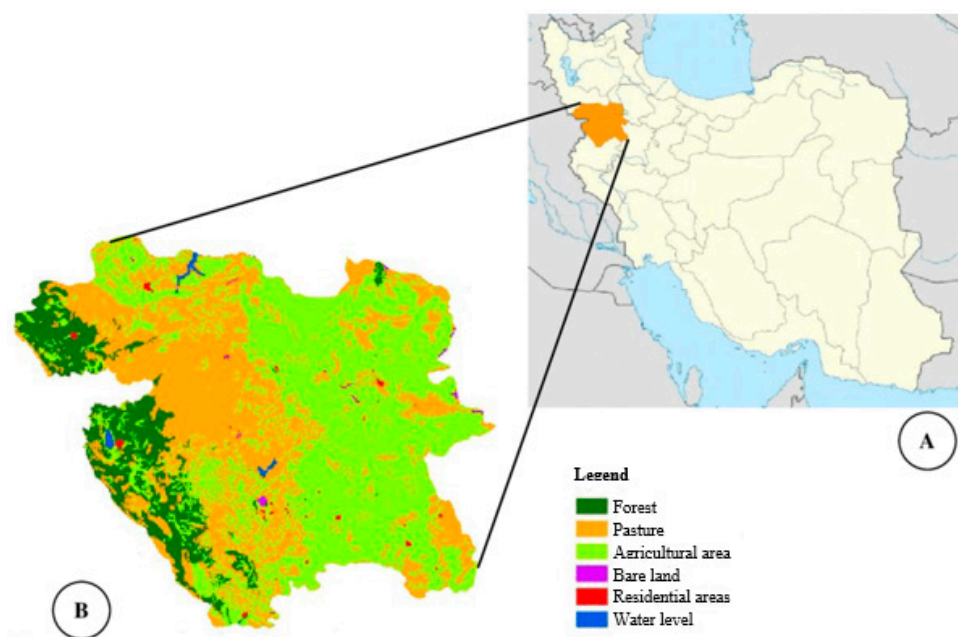 A
Legend
Forest
Pasture
Agricultural area
Bare land
Residential areas
Water level
B